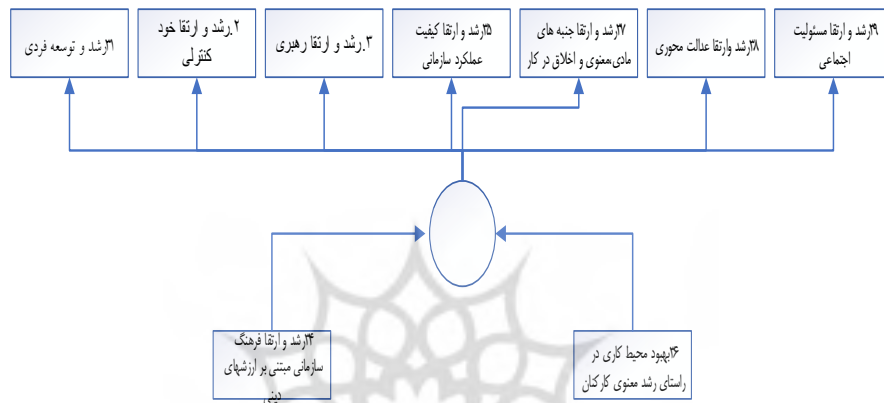 ۳۹رشد و ارتقا مسئولیت
اجتماعی
۳۸رشد وارتقا عدالت محوری
۳۷رشد و ارتقا جنبه های
مادی،معنوی و اخلاق در کار
۳۵رشد و ارتقا کیفیت
عملکرد سازمانی
۳.رشد و ارتقا رهبری
۲.رشد و ارتقا خود
کنترلی
۳۱رشد و توسعه فردی
۳۶بهبود محیط کاری در
راستای رشد معنوی کارکنان
۳۴رشد و ارتقا فرهنگ
سازمانی مبتنی بر ارزشهای
دینی